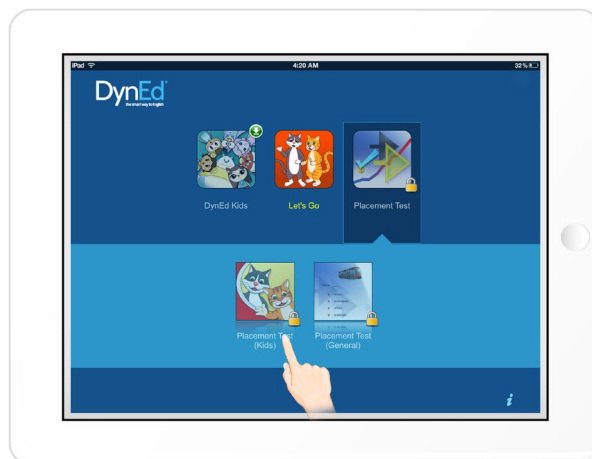 iPad
4:20 AM
32%
DynEd
the smart way to English
DynEd Kids
Let's Go
Placement Test
Placement Test
(Kids)
Placement Test
(General)
i